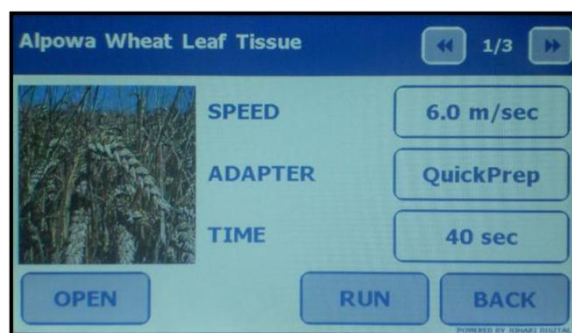 Alpowa Wheat Leaf Tissue 1/3
SPEED 6.0 m/sec
ADAPTER QuickPrep
TIME 40 sec
OPEN RUN BACK